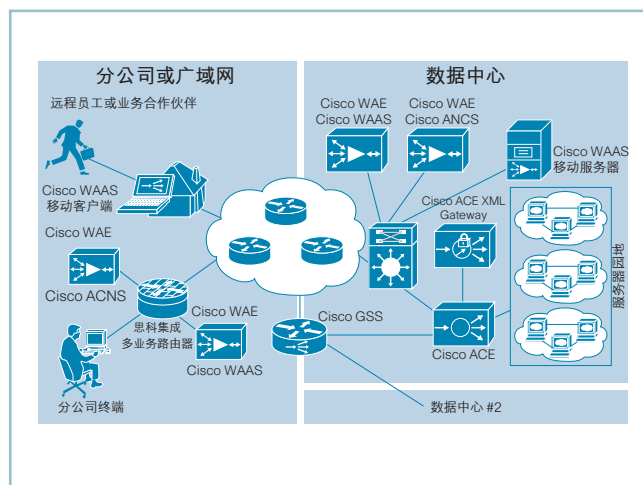 分公司或广域网
远程员工或业务合作伙伴
Cisco WAAS
移动客户端
Cisco WAE
Cisco ACNS
思科集成
多业务路由器
Cisco WAE
Cisco WAAS
分公司终端
数据中心
Cisco WAE
Cisco WAAS
Cisco WAE
Cisco ANCS
Cisco WAAS
移动服务器
Cisco ACE XML
Gateway
服务器园地
Cisco GSS
Cisco ACE
数据中心 #2